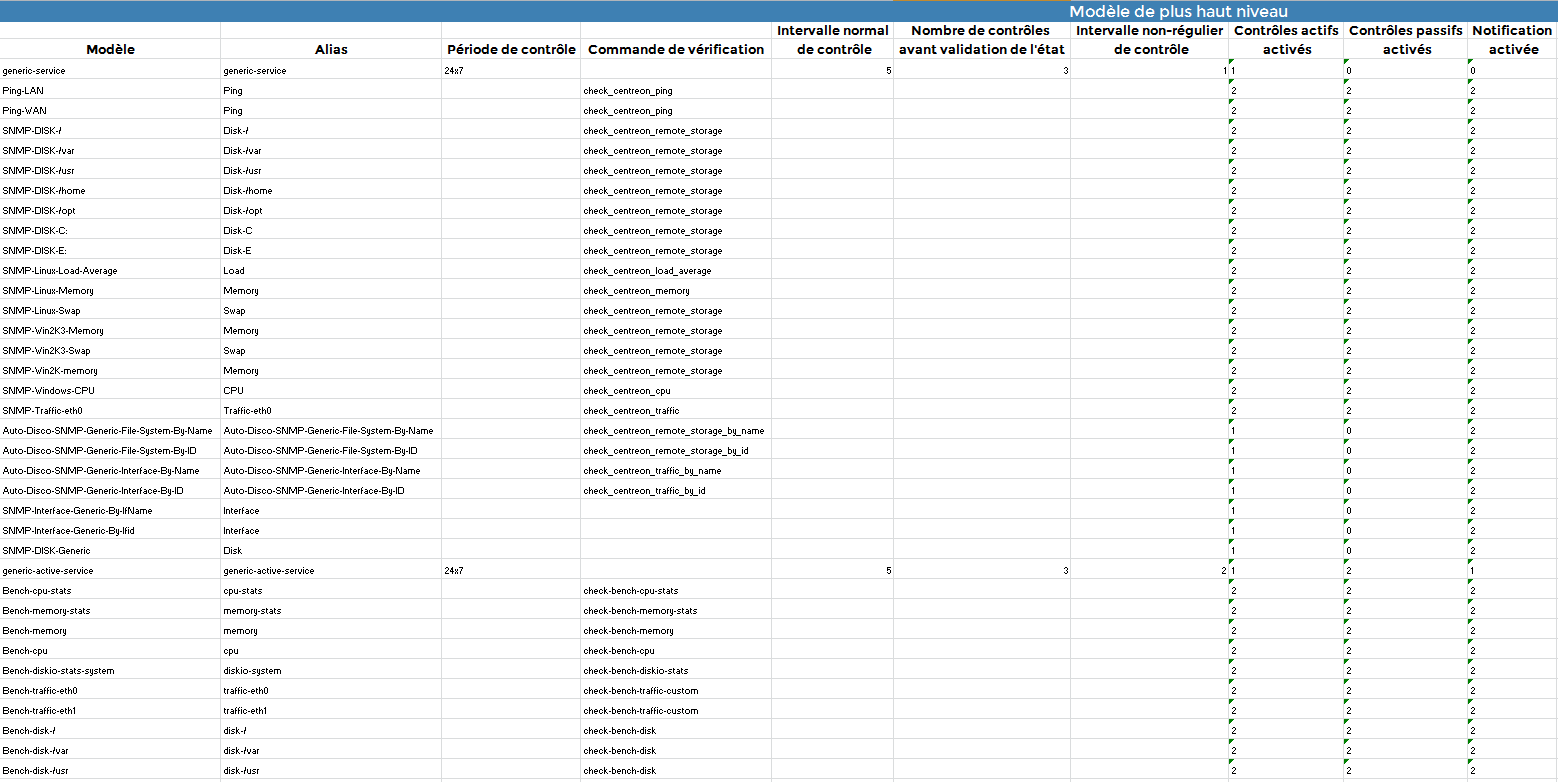 Modèle de plus haut niveau
Modèle Alias Période de contrôle Commande de vérification Intervalle normal de contrôle Nombre de contrôles avant validation de l'état Intervalle non-régulier de contrôle Contrôles actifs activés Contrôles passifs activés Notification activée
generic-service generic-service 24x7 5 3 1 1 0 0
Ping-LAN Ping check_centreon_ping 2 2 2
Ping-WAN Ping check_centreon_ping 2 2 2
SNMP-DISK-/ Disk-/ check_centreon_remote_storage 2 2 2
SNMP-DISK-/var Disk-/var check_centreon_remote_storage 2 2 2
SNMP-DISK-/usr Disk-/usr check_centreon_remote_storage 2 2 2
SNMP-DISK-/home Disk-/home check_centreon_remote_storage 2 2 2
SNMP-DISK-/opt Disk-/opt check_centreon_remote_storage 2 2 2
SNMP-DISK-C: Disk-C check_centreon_remote_storage 2 2 2
SNMP-DISK-E: Disk-E check_centreon_remote_storage 2 2 2
SNMP-Linux-Load-Average Load check_centreon_load_average 2 2 2
SNMP-Linux-Memory Memory check_centreon_memory 2 2 2
SNMP-Linux-Swap Swap check_centreon_remote_storage 2 2 2
SNMP-Win2K3-Memory Memory check_centreon_remote_storage 2 2 2
SNMP-Win2K3-Swap Swap check_centreon_remote_storage 2 2 2
SNMP-Win2K-memory Memory check_centreon_remote_storage 2 2 2
SNMP-Windows-CPU CPU check_centreon_cpu 2 2 2
SNMP-Traffic-eth0 Traffic-eth0 check_centreon_traffic 2 2 2
Auto-Disco-SNMP-Generic-File-System-By-Name Auto-Disco-SNMP-Generic-File-System-By-Name check_centreon_remote_storage_by_name 1 0 2
Auto-Disco-SNMP-Generic-File-System-By-ID Auto-Disco-SNMP-Generic-File-System-By-ID check_centreon_remote_storage_by_id 1 0 2
Auto-Disco-SNMP-Generic-Interface-By-Name Auto-Disco-SNMP-Generic-Interface-By-Name check_centreon_traffic_by_name 1 0 2
Auto-Disco-SNMP-Generic-Interface-By-ID Auto-Disco-SNMP-Generic-Interface-By-ID check_centreon_traffic_by_id 1 0 2
SNMP-Interface-Generic-By-IfName Interface 1 0 2
SNMP-Interface-Generic-By-Ifid Interface 1 0 2
SNMP-DISK-Generic Disk 1 0 2
generic-active-service generic-active-service 24x7 5 3 2 1 2 1
Bench-cpu-stats cpu-stats check-bench-cpu-stats 2 2 2
Bench-memory-stats memory-stats check-bench-memory-stats 2 2 2
Bench-memory memory check-bench-memory 2 2 2
Bench-cpu cpu check-bench-cpu 2 2 2
Bench-diskio-stats-system diskio-system check-bench-diskio-stats 2 2 2
Bench-traffic-eth0 traffic-eth0 check-bench-traffic-custom 2 2 2
Bench-traffic-eth1 traffic-eth1 check-bench-traffic-custom 2 2 2
Bench-disk-/ disk-/ check-bench-disk 2 2 2
Bench-disk-/var disk-/var check-bench-disk 2 2 2
Bench-disk-/usr disk-/usr check-bench-disk 2 2 2